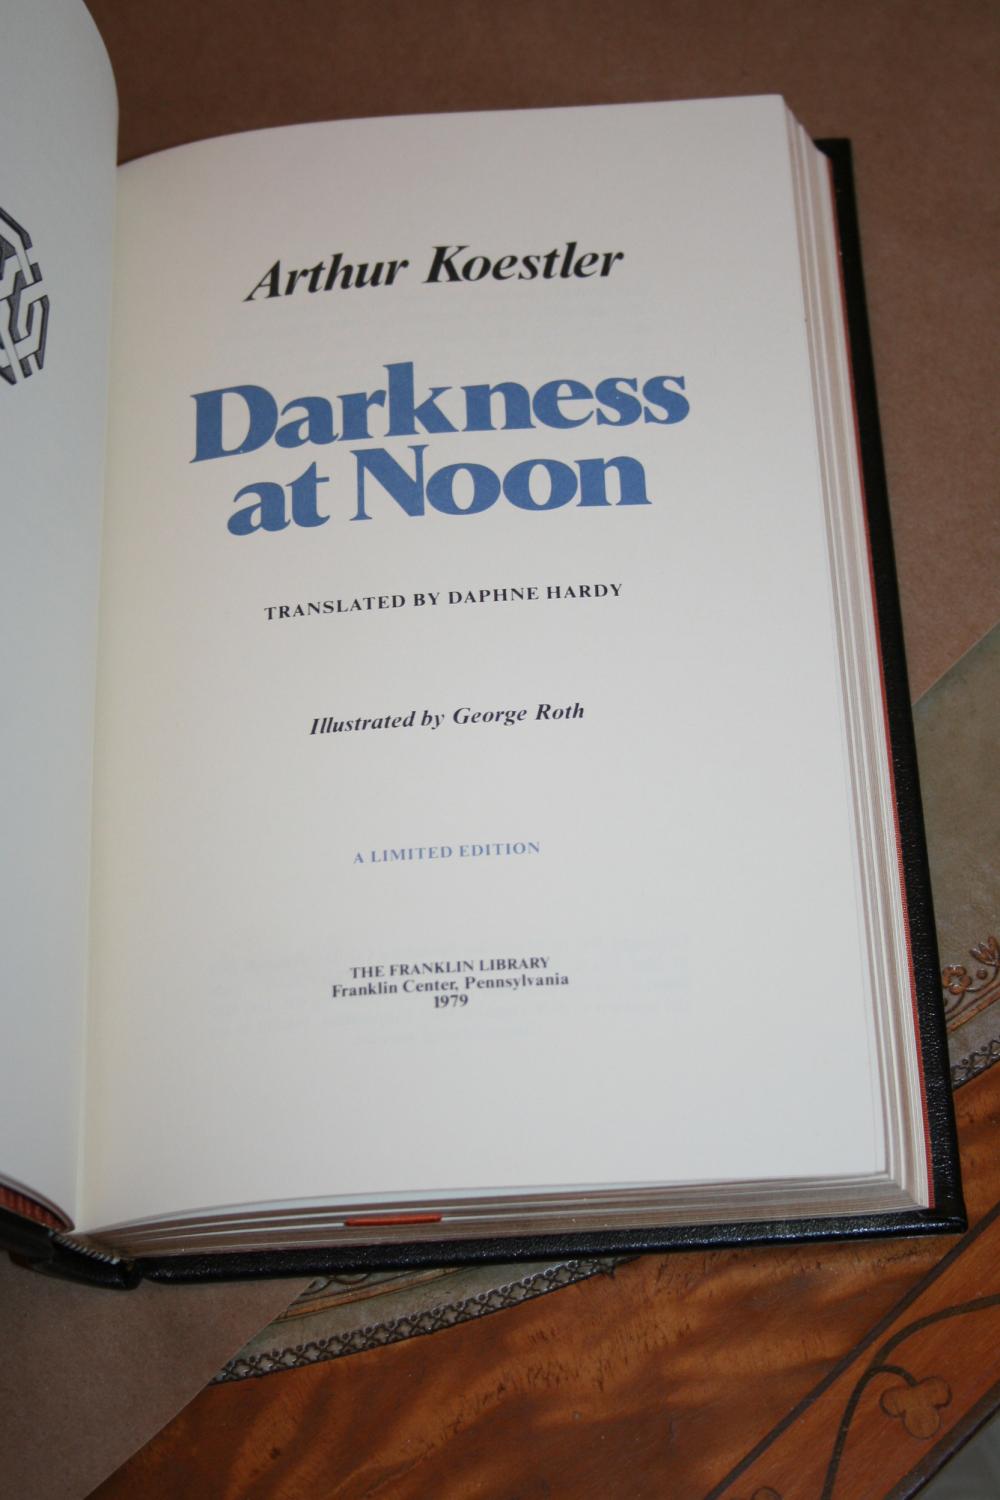 Arthur Koestler
Darkness
at Noon
TRANSLATED BY DAPHNE HARDY
Illustrated by George Roth
A LIMITED EDITION
THE FRANKLIN LIBRARY
Franklin Center, Pennsylvania
1979